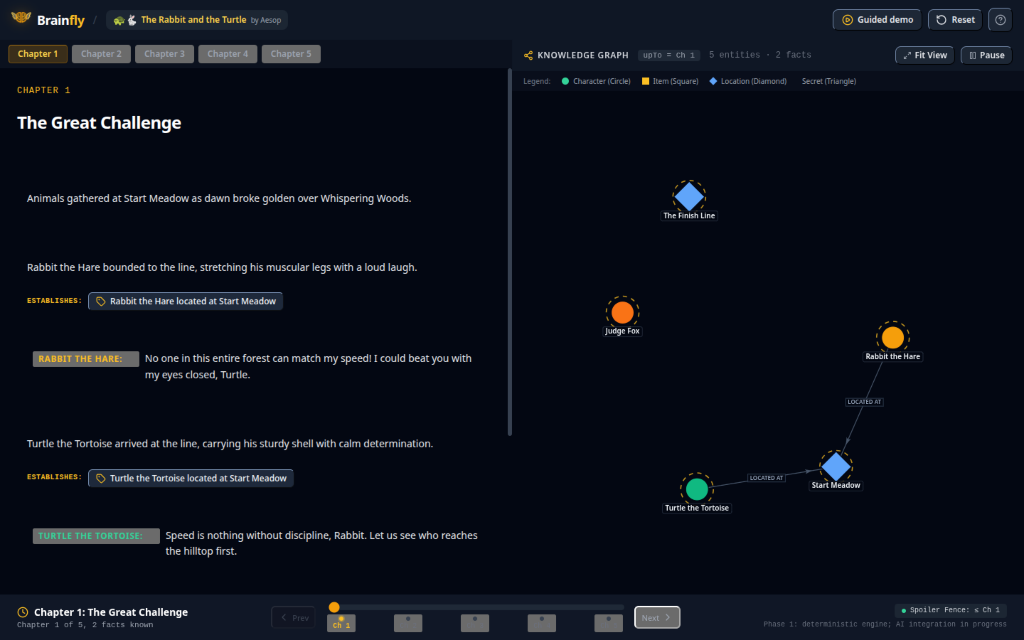 Brainfly / The Rabbit and the Turtle by Aesop
Guided demo
Reset
Chapter 1
Chapter 2
Chapter 3
Chapter 4
Chapter 5
KNOWLEDGE GRAPH
upTo = Ch 1
5 entities · 2 facts
Fit View
Pause
Legend:
Character (Circle)
Item (Square)
Location (Diamond)
Secret (Triangle)
CHAPTER 1
The Great Challenge
Animals gathered at Start Meadow as dawn broke golden over Whispering Woods.
Rabbit the Hare bounded to the line, stretching his muscular legs with a loud laugh.
ESTABLISHES: Rabbit the Hare located at Start Meadow
RABBIT THE HARE: No one in this entire forest can match my speed! I could beat you with
my eyes closed, Turtle.
Turtle the Tortoise arrived at the line, carrying his sturdy shell with calm determination.
ESTABLISHES: Turtle the Tortoise located at Start Meadow
TURTLE THE TORTOISE: Speed is nothing without discipline, Rabbit. Let us see who reaches
the hilltop first.
The Finish Line
Judge Fox
Rabbit the Hare
LOCATED AT
LOCATED AT
Start Meadow
Turtle the Tortoise
Chapter 1: The Great Challenge
Chapter 1 of 5, 2 facts known
Prev
Ch 1
Next
Spoiler Fence: ≤ Ch 1
Phase 1: deterministic engine; AI integration in progress